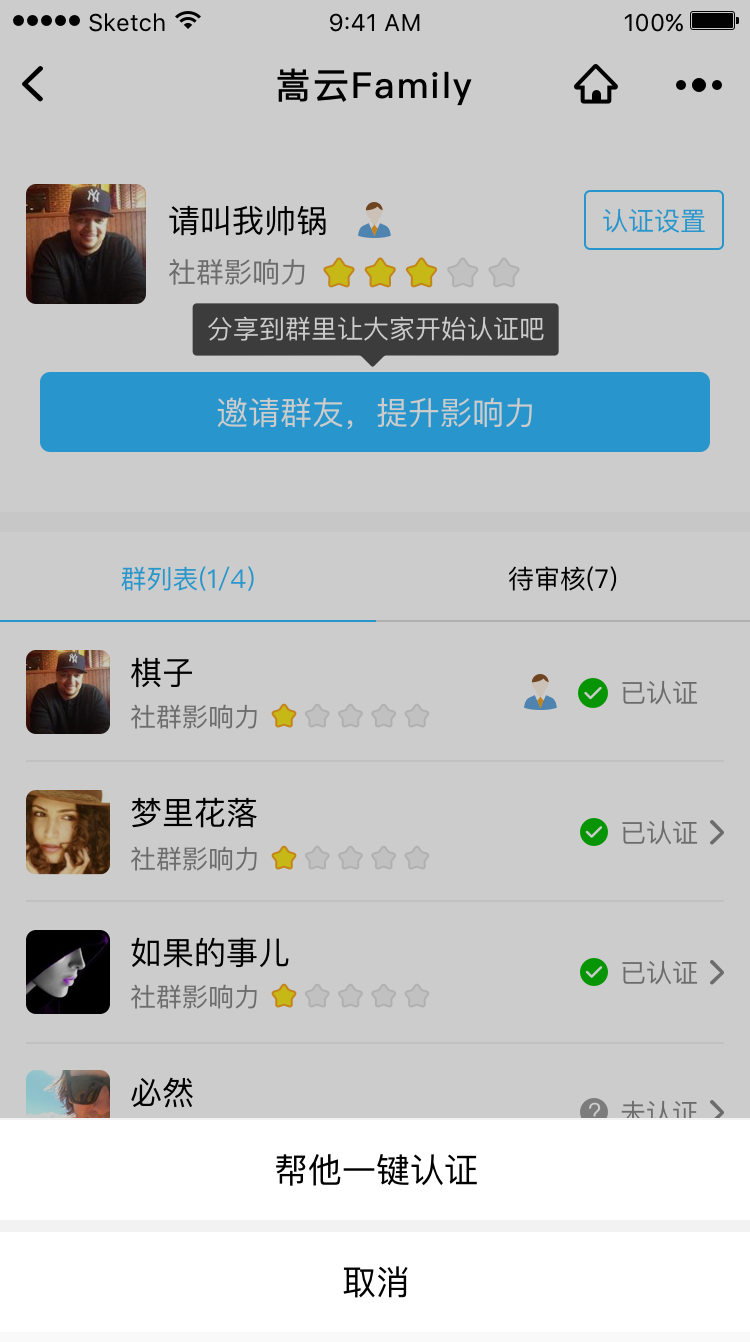 Sketch 9:41 AM 100%
嵩云Family
请叫我帅锅
认证设置
社群影响力
分享到群里让大家开始认证吧
邀请群友，提升影响力
群列表(1/4) 待审核(7)
棋子
社群影响力
已认证
梦里花落
社群影响力
已认证
如果的事儿
社群影响力
已认证
必然
未认证
帮他一键认证
取消